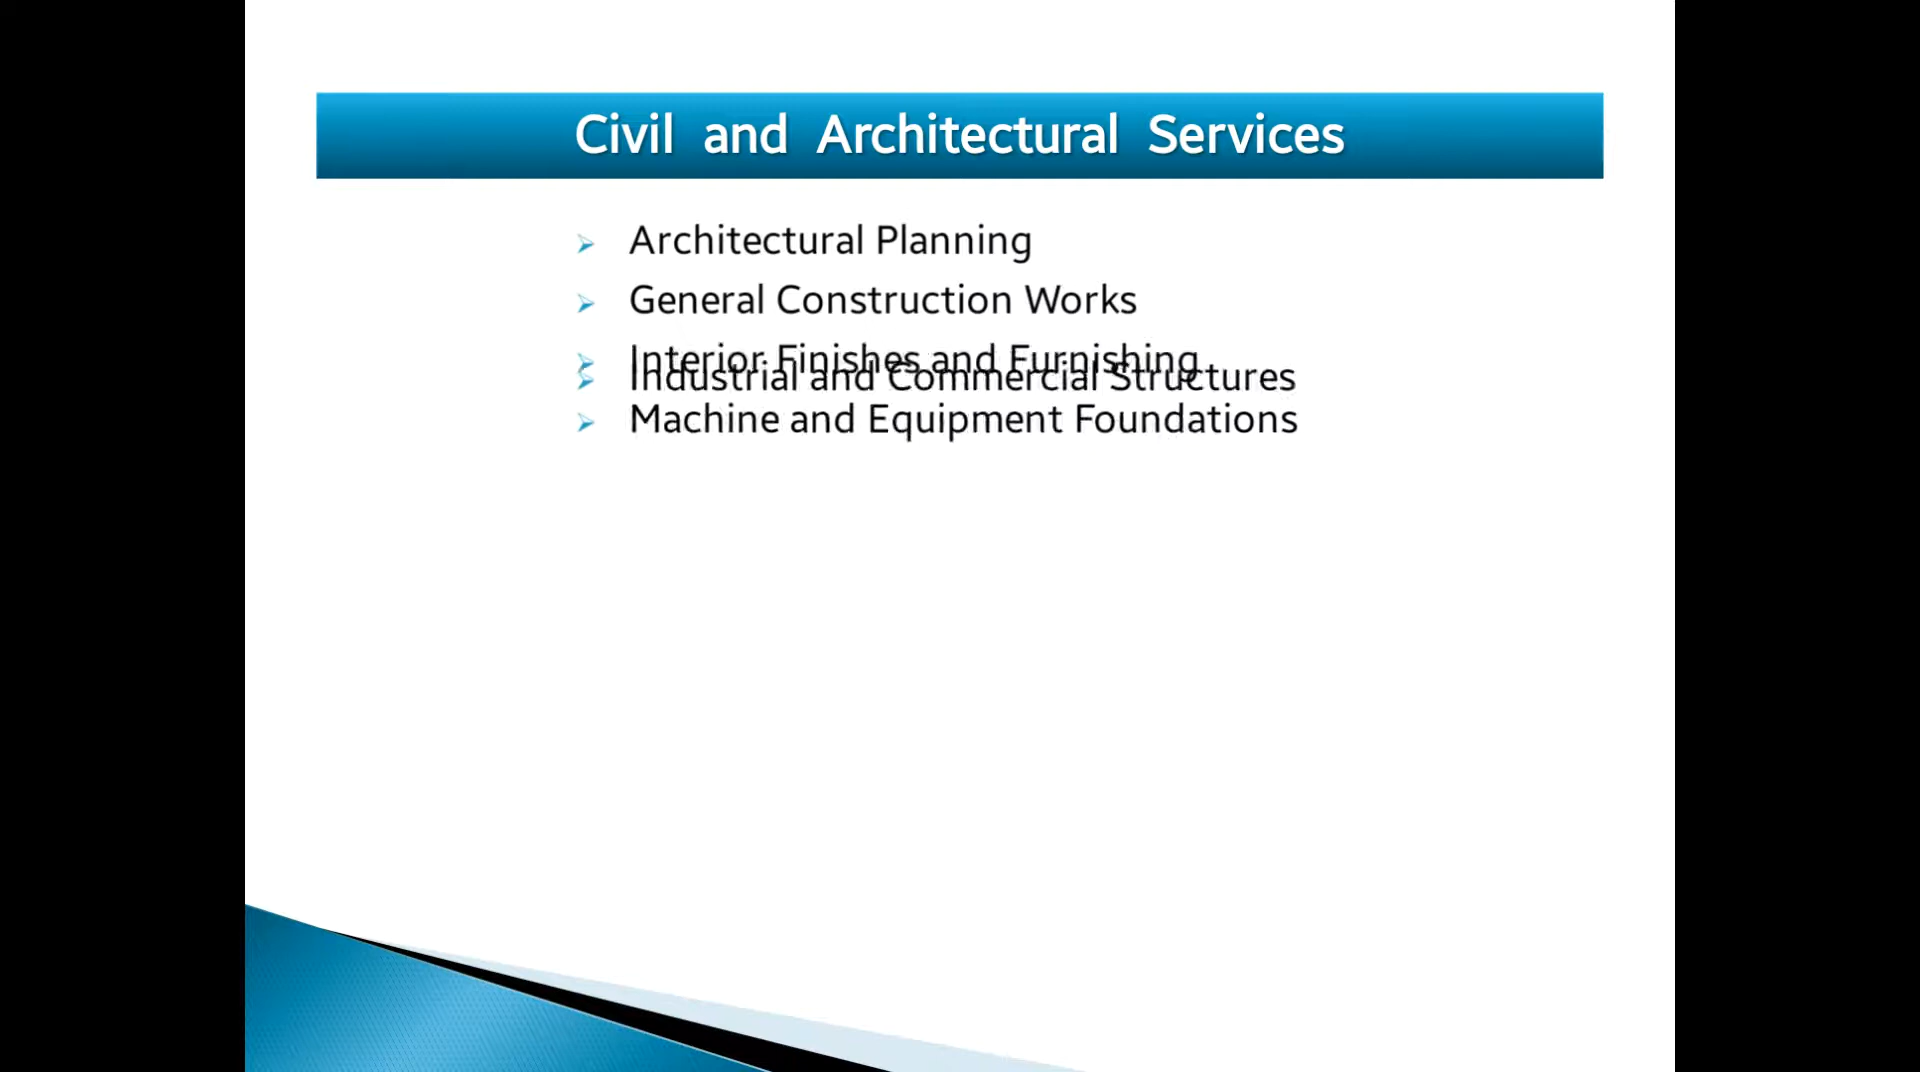 Civil and Architectural Services
Architectural Planning
General Construction Works
Interior Finishes and Furnishing
Industrial and Commercial Structures
Machine and Equipment Foundations